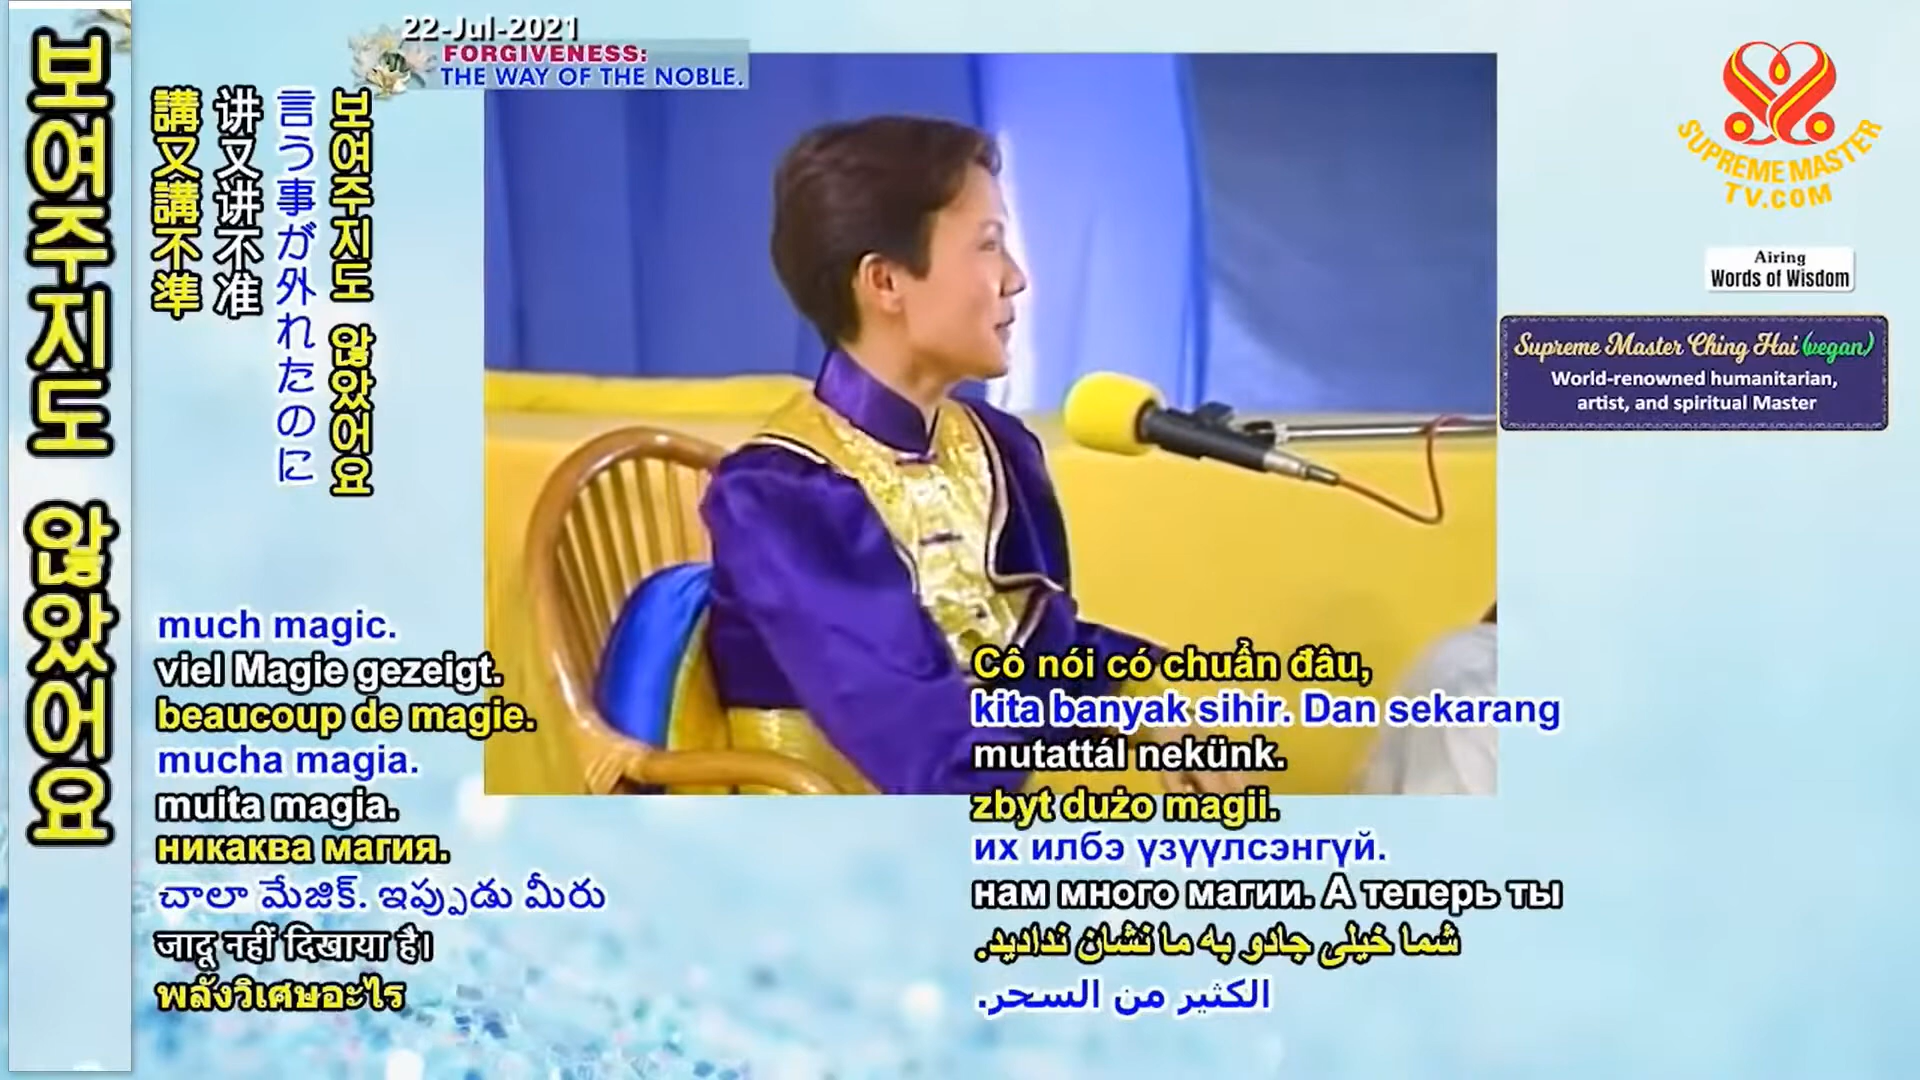 보여주지도 않았어요
22-Jul-2021
FORGIVENESS:
THE WAY OF THE NOBLE.
講又講不準
讲又讲不准
言う事が外れたのに
보여주지도 않았어요
SUPREME MASTER
TV.COM
Airing
Words of Wisdom
Supreme Master Ching Hai (vegan)
World-renowned humanitarian,
artist, and spiritual Master
much magic.
viel Magie gezeigt.
beaucoup de magie.
mucha magia.
muita magia.
никаква магия.
చాలా మేజిక్. ఇప్పుడు మీరు
जादू नहीं दिखाया है।
พลังวิเศษอะไร
Cô nói có chuẩn đâu,
kita banyak sihir. Dan sekarang
mutattál nekünk.
zbyt dużo magii.
их илбэ үзүүлсэнгүй.
нам много магии. А теперь ты
شما خیلی جادو به ما نشان ندادید.
الكثير من السحر.